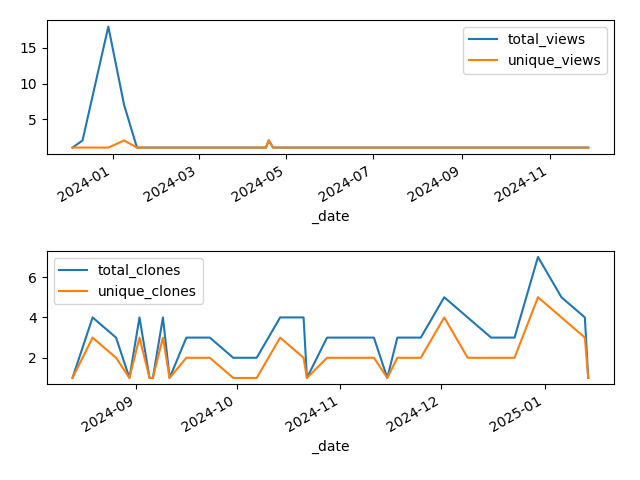 15
10
5
total_views
unique_views
2024-01
2024-03
2024-05
2024-07
2024-09
2024-11
_date
6
4
2
total_clones
unique_clones
2024-09
2024-10
2024-11
2024-12
2025-01
_date